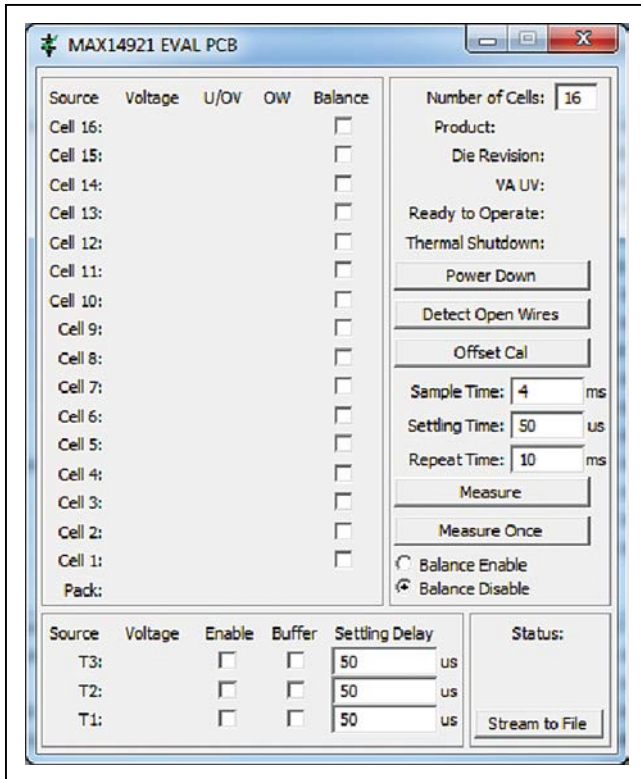 MAX14921 EVAL PCB
Source Voltage U/OV OW Balance
Cell 16:
Cell 15:
Cell 14:
Cell 13:
Cell 12:
Cell 11:
Cell 10:
Cell 9:
Cell 8:
Cell 7:
Cell 6:
Cell 5:
Cell 4:
Cell 3:
Cell 2:
Cell 1:
Pack:
Number of Cells: 16
Product:
Die Revision:
VA UV:
Ready to Operate:
Thermal Shutdown:
Power Down
Detect Open Wires
Offset Cal
Sample Time: 4 ms
Settling Time: 50 us
Repeat Time: 10 ms
Measure
Measure Once
Balance Enable
Balance Disable
Source Voltage Enable Buffer Settling Delay
T3: 50 us
T2: 50 us
T1: 50 us
Status:
Stream to File